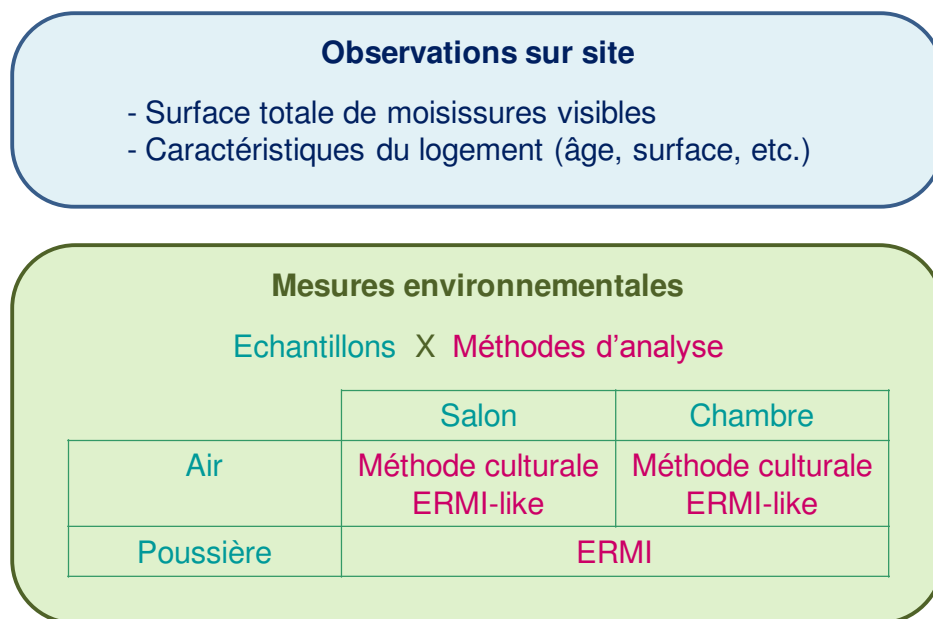 Observations sur site
- Surface totale de moisissures visibles
- Caractéristiques du logement (âge, surface, etc.)
Mesures environnementales
Echantillons X Méthodes d'analyse
Salon Chambre
Air Méthode culturale Méthode culturale
ERMI-like ERMI-like
Poussière ERMI